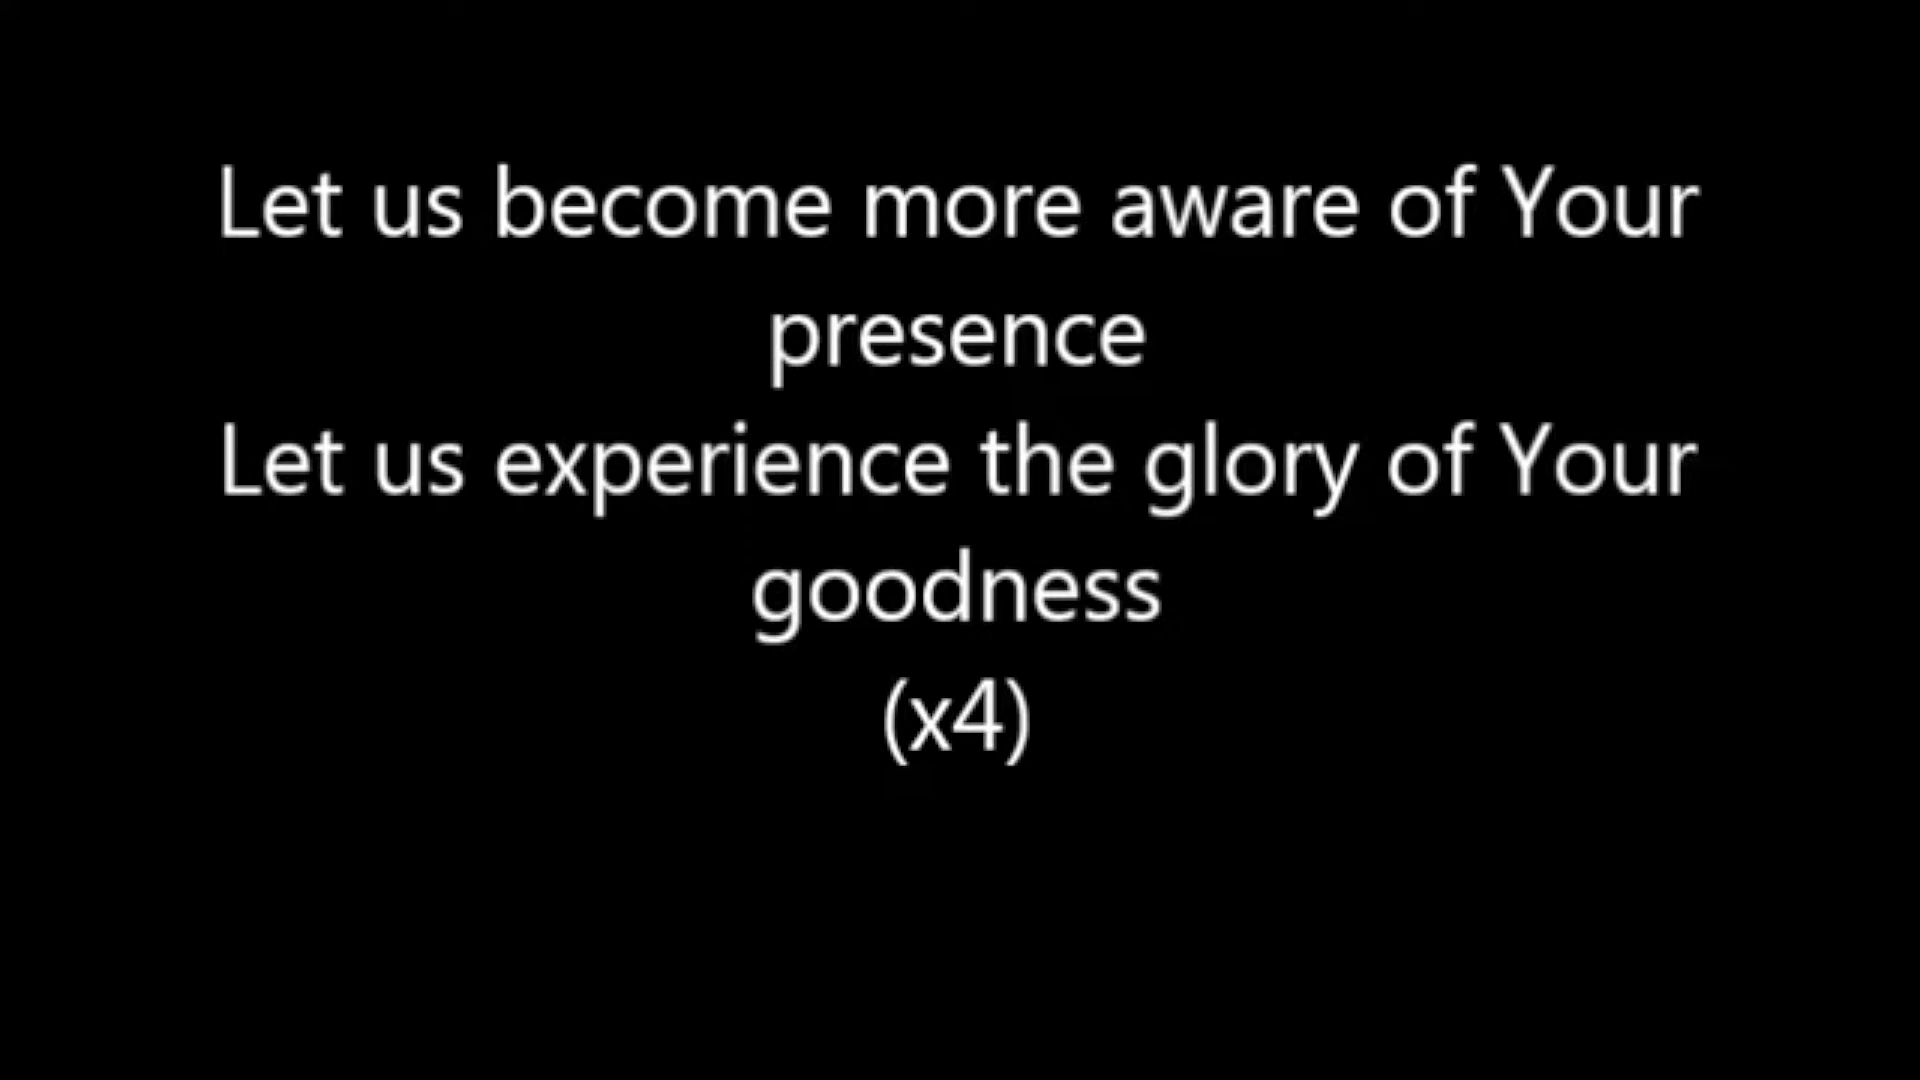 Let us become more aware of Your
presence
Let us experience the glory of Your
goodness
(x4)